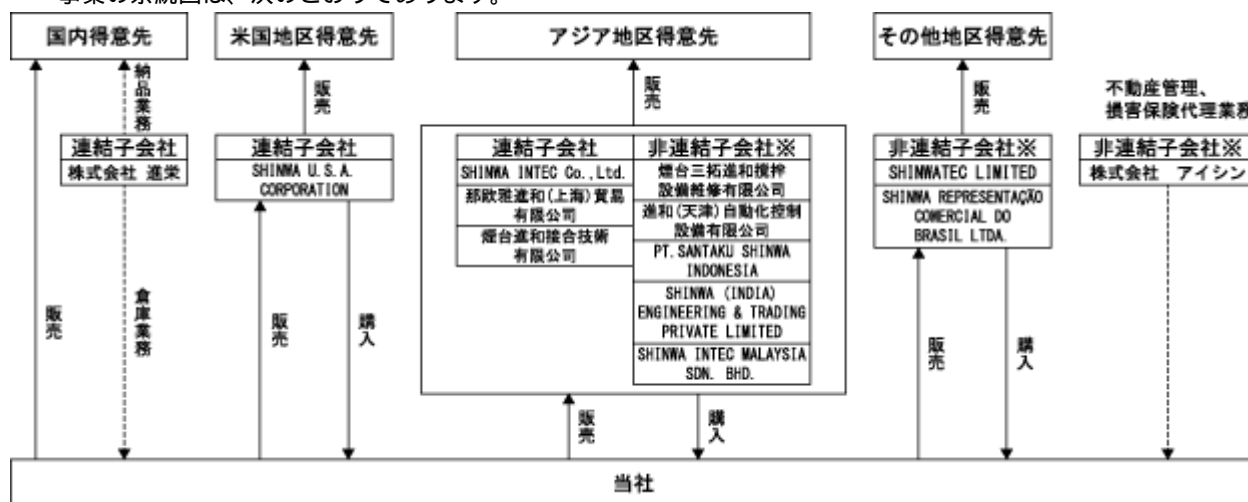 事業の系統図は、次のとおりであります。
国内得意先
米国地区得意先
アジア地区得意先
その他地区得意先
納品業務
販売
販売
販売
不動産管理、
損害保険代理業務
連結子会社
株式会社 進栄
連結子会社
SHINWA U.S.A.
CORPORATION
連結子会社
SHINWA INTEC Co.,Ltd.
那欧雅進和(上海)貿易
有限公司
煙台進和接合技術
有限公司
非連結子会社※
煙台三拓進和撹拌
設備維修有限公司
進和(天津)自動化控制
設備有限公司
PT.SANTAKU SHINWA
INDONESIA
SHINWA (INDIA)
ENGINEERING & TRADING
PRIVATE LIMITED
SHINWA INTEC MALAYSIA
SDN. BHD.
非連結子会社※
SHINWATEC LIMITED
SHINWA REPRESENTAÇÃO
COMERCIAL DO
BRASIL LTDA.
非連結子会社※
株式会社 アイシン
販売
倉庫業務
販売
購入
販売
購入
販売
購入
当社